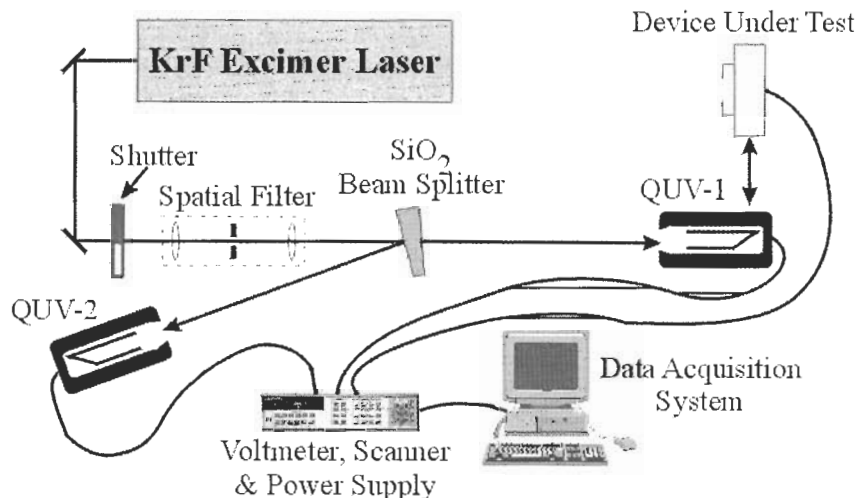 Device Under Test
KrF Excimer Laser
Shutter
Spatial Filter
SiO2
Beam Splitter
QUV-1
QUV-2
Data Acquisition
System
Voltmeter, Scanner
& Power Supply